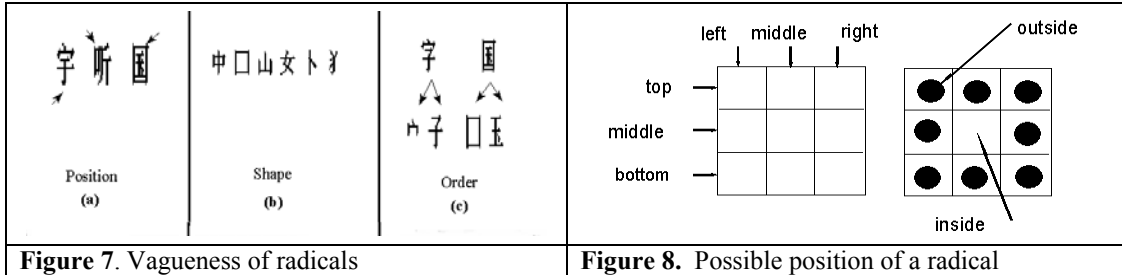 字 听 国
Position
(a)
中 口 山 女 卜 犭
Shape
(b)
字 国
宀 子 口 玉
Order
(c)
Figure 7. Vagueness of radicals
left middle right
top
middle
bottom
outside
inside
Figure 8. Possible position of a radical